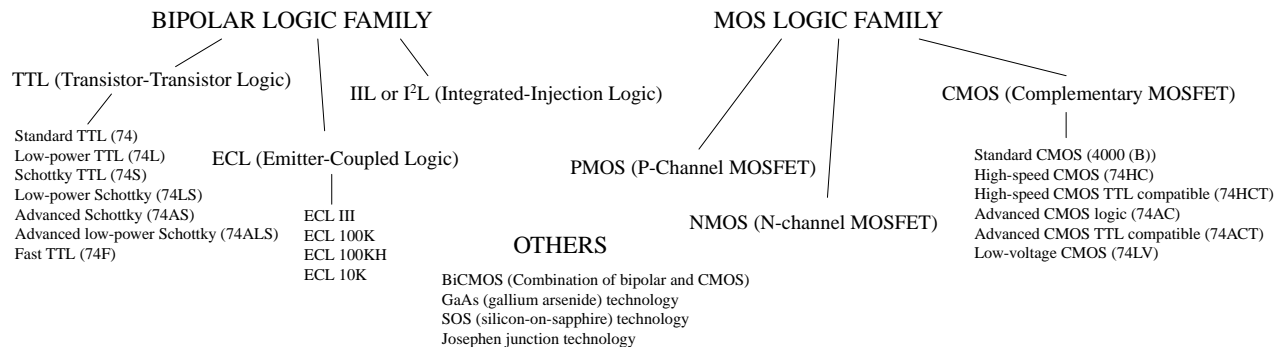 BIPOLAR LOGIC FAMILY
TTL (Transistor-Transistor Logic)
Standard TTL (74)
Low-power TTL (74L)
Schottky TTL (74S)
Low-power Schottky (74LS)
Advanced Schottky (74AS)
Advanced low-power Schottky (74ALS)
Fast TTL (74F)
ECL (Emitter-Coupled Logic)
ECL III
ECL 100K
ECL 100KH
ECL 10K
IIL or I²L (Integrated-Injection Logic)
MOS LOGIC FAMILY
PMOS (P-Channel MOSFET)
NMOS (N-channel MOSFET)
CMOS (Complementary MOSFET)
Standard CMOS (4000 (B))
High-speed CMOS (74HC)
High-speed CMOS TTL compatible (74HCT)
Advanced CMOS logic (74AC)
Advanced CMOS TTL compatible (74ACT)
Low-voltage CMOS (74LV)
OTHERS
BiCMOS (Combination of bipolar and CMOS)
GaAs (gallium arsenide) technology
SOS (silicon-on-sapphire) technology
Josephen junction technology